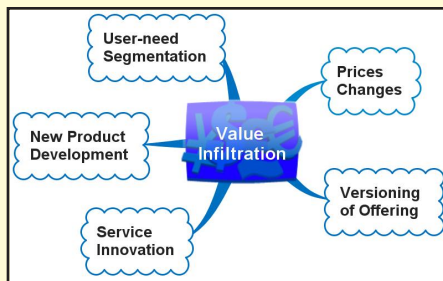 User-need
Segmentation
Prices
Changes
Value
Infiltration
New Product
Development
Versioning
of Offering
Service
Innovation